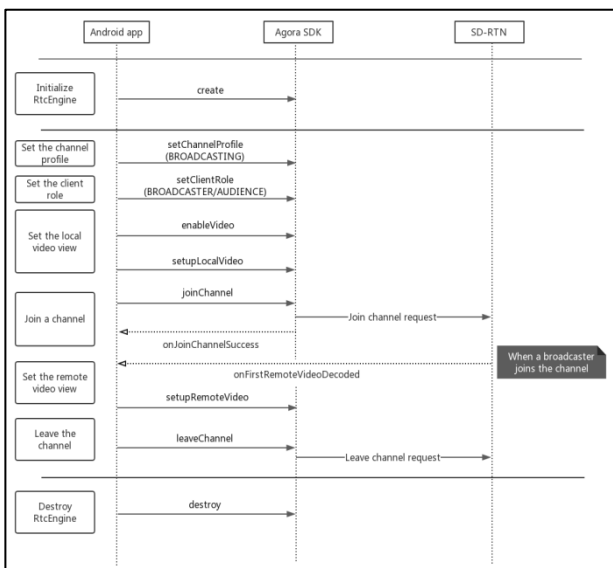 Android app
Agora SDK
SD-RTN
Initialize
RtcEngine
create
Set the channel
profile
setChannelProfile
(BROADCASTING)
Set the client
role
setClientRole
(BROADCASTER/AUDIENCE)
Set the local
video view
enableVideo
setupLocalVideo
Join a channel
joinChannel
Join channel request
onJoinChannelSuccess
When a broadcaster
joins the channel
onFirstRemoteVideoDecoded
Set the remote
video view
setupRemoteVideo
Leave the
channel
leaveChannel
Leave channel request
Destroy
RtcEngine
destroy